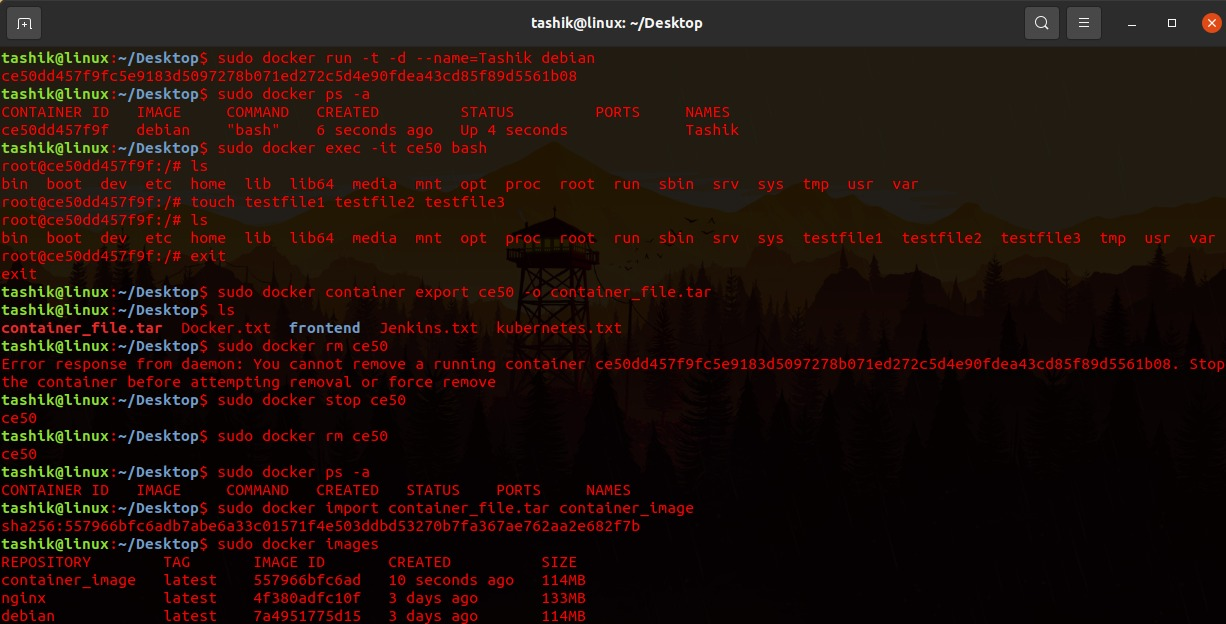 tashik@linux: ~/Desktop
tashik@linux:~/Desktop$ sudo docker run -t -d --name=Tashik debian
ce50dd457f9fc5e9183d5097278b071ed272c5d4e90fdea43cd85f89d5561b08
tashik@linux:~/Desktop$ sudo docker ps -a
CONTAINER ID   IMAGE     COMMAND   CREATED         STATUS         PORTS     NAMES
ce50dd457f9f   debian    "bash"    6 seconds ago   Up 4 seconds             Tashik
tashik@linux:~/Desktop$ sudo docker exec -it ce50 bash
root@ce50dd457f9f:/# ls
bin  boot  dev  etc  home  lib  lib64  media  mnt  opt  proc  root  run  sbin  srv  sys  tmp  usr  var
root@ce50dd457f9f:/# touch testfile1 testfile2 testfile3
root@ce50dd457f9f:/# ls
bin  boot  dev  etc  home  lib  lib64  media  mnt  opt  proc  root  run  sbin  srv  sys  testfile1  testfile2  testfile3  tmp  usr  var
root@ce50dd457f9f:/# exit
exit
tashik@linux:~/Desktop$ sudo docker container export ce50 -o container_file.tar
tashik@linux:~/Desktop$ ls
container_file.tar  Docker.txt  frontend  Jenkins.txt  kubernetes.txt
tashik@linux:~/Desktop$ sudo docker rm ce50
Error response from daemon: You cannot remove a running container ce50dd457f9fc5e9183d5097278b071ed272c5d4e90fdea43cd85f89d5561b08. Stop
the container before attempting removal or force remove
tashik@linux:~/Desktop$ sudo docker stop ce50
ce50
tashik@linux:~/Desktop$ sudo docker rm ce50
ce50
tashik@linux:~/Desktop$ sudo docker ps -a
CONTAINER ID   IMAGE     COMMAND   CREATED   STATUS    PORTS     NAMES
tashik@linux:~/Desktop$ sudo docker import container_file.tar container_image
sha256:557966bfc6adb7abe6a33c01571f4e503ddbd53270b7fa367ae762aa2e682f7b
tashik@linux:~/Desktop$ sudo docker images
REPOSITORY        TAG       IMAGE ID       CREATED          SIZE
container_image   latest    557966bfc6ad   10 seconds ago   114MB
nginx             latest    4f380adfc10f   3 days ago       133MB
debian            latest    7a4951775d15   3 days ago       114MB